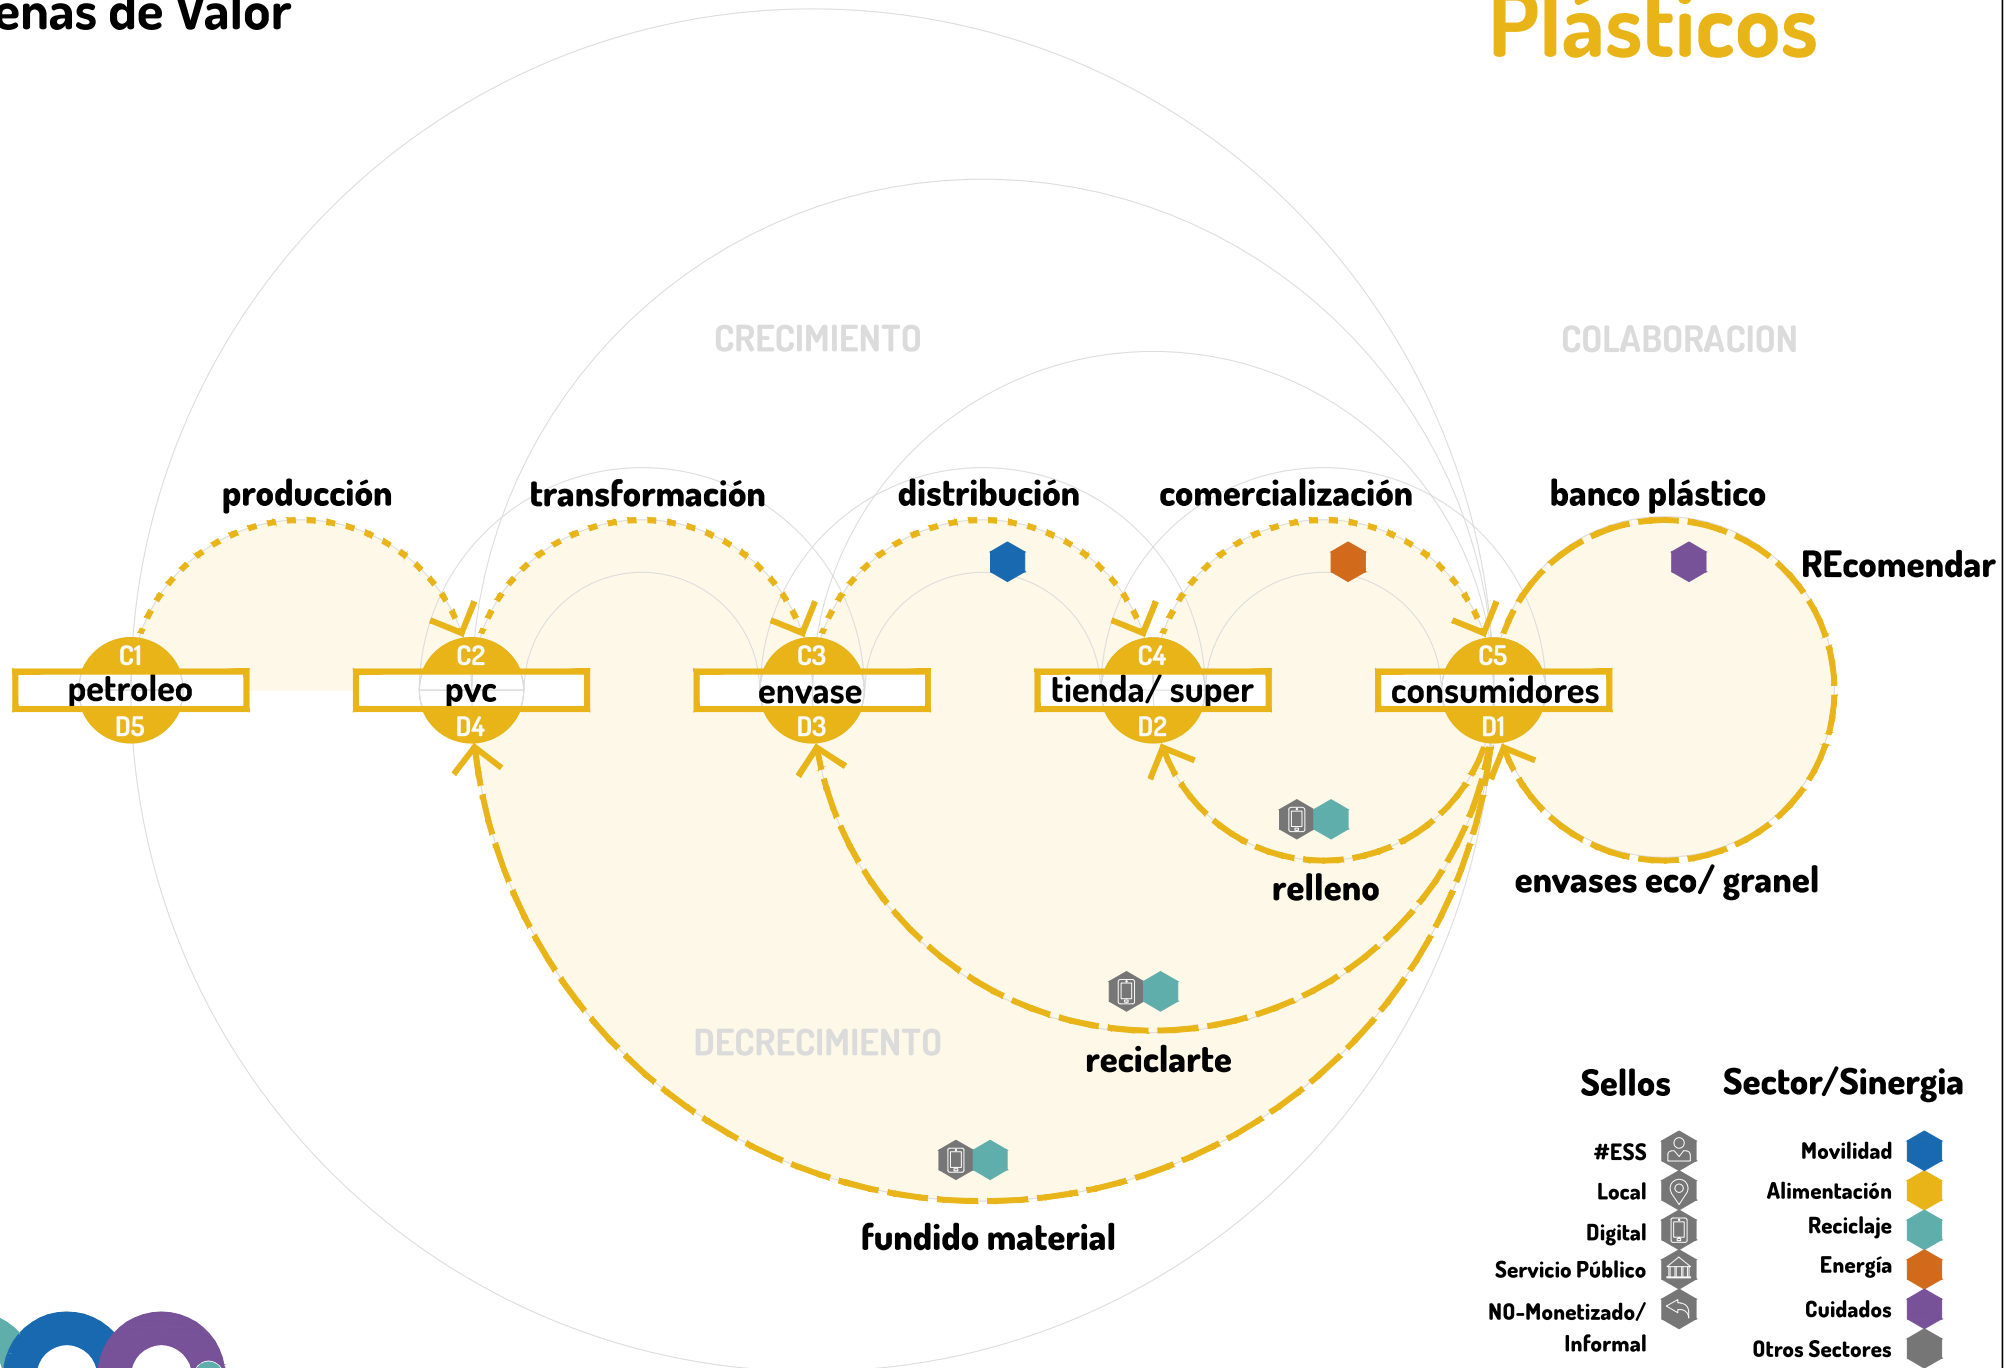 enas de Valor
Plásticos
CRECIMIENTO
COLABORACION
producción
transformación
distribución
comercialización
banco plástico
REcomendar
C1
petroleo
D5
C2
pvc
D4
C3
envase
D3
C4
tienda/ super
D2
C5
consumidores
D1
relleno
envases eco/ granel
reciclarte
DECRECIMIENTO
fundido material
Sellos
#ESS
Local
Digital
Servicio Público
NO-Monetizado/
Informal
Sector/Sinergia
Movilidad
Alimentación
Reciclaje
Energía
Cuidados
Otros Sectores